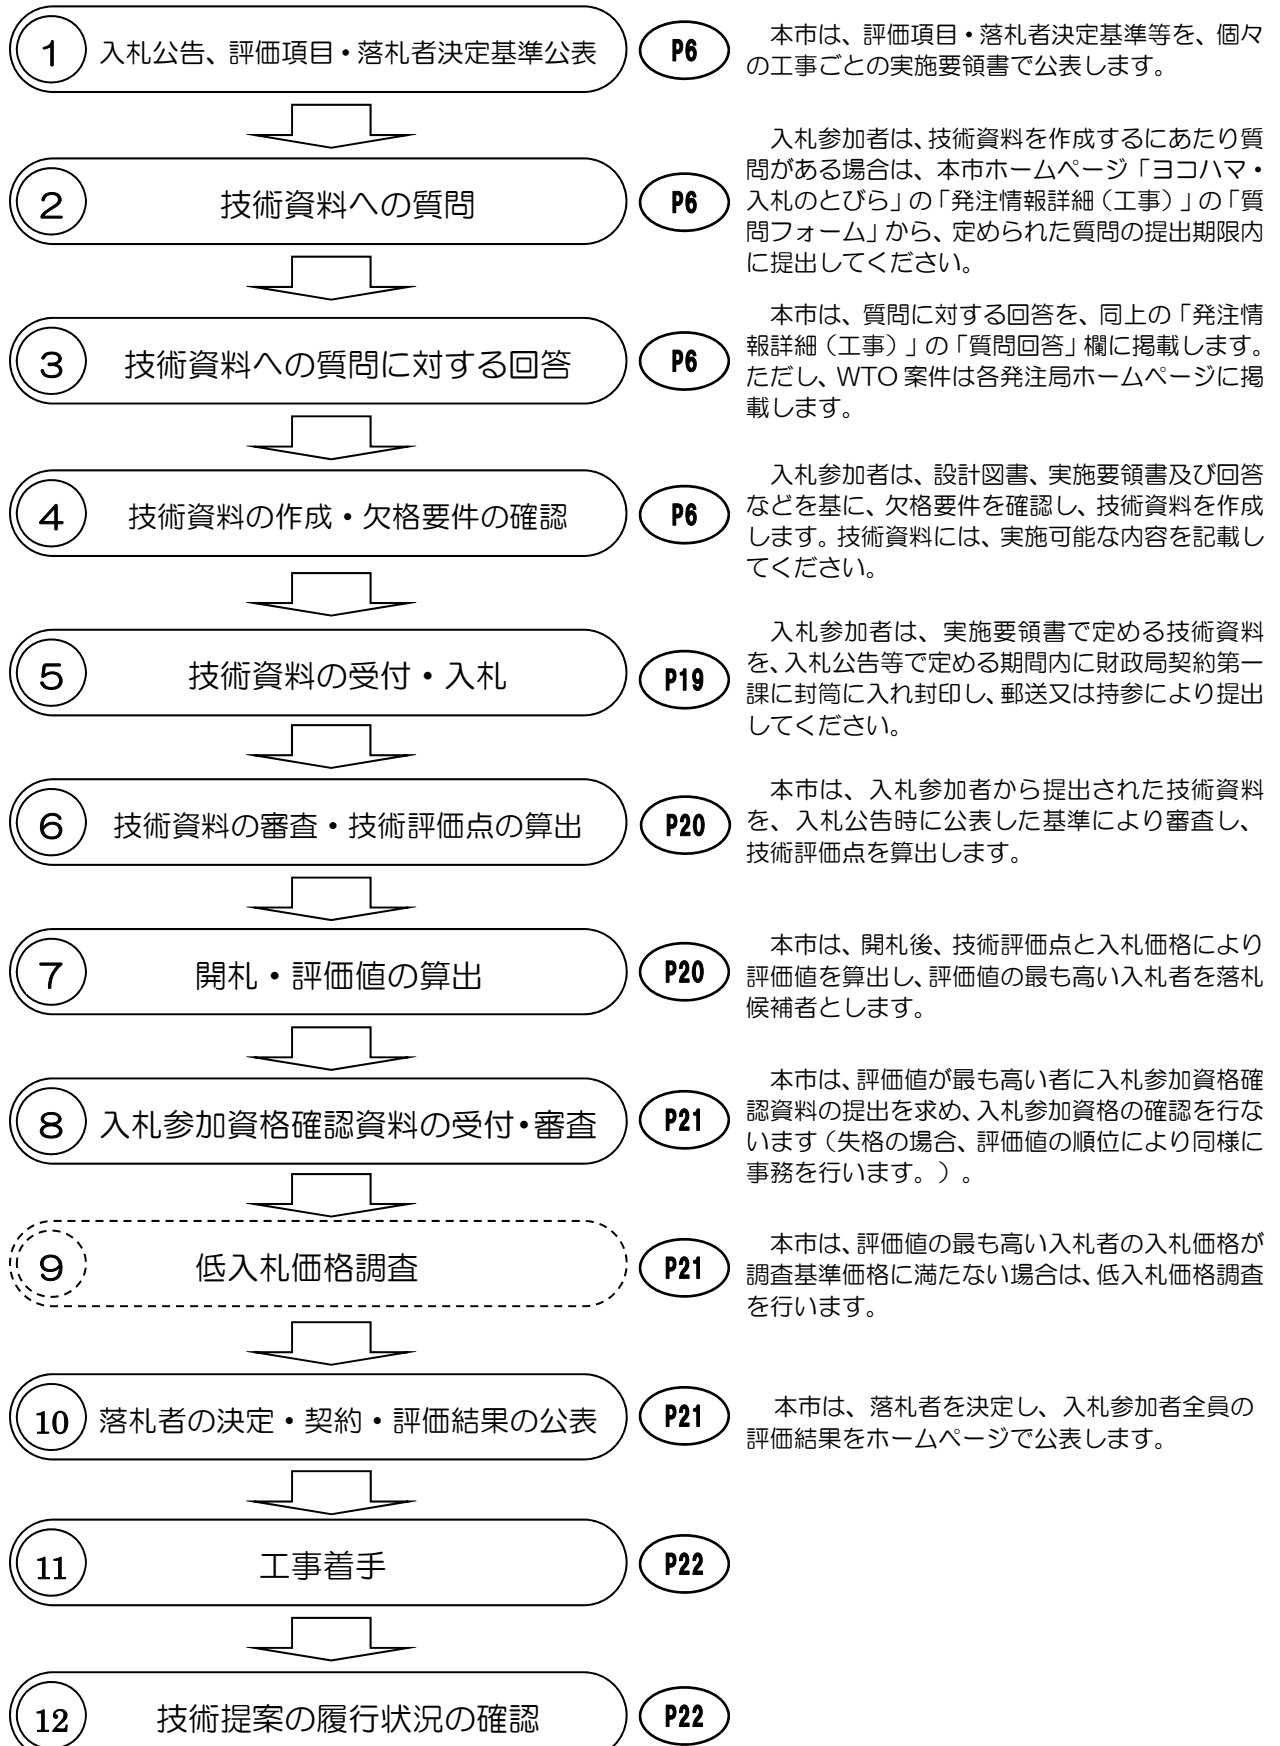 1 入札公告、評価項目・落札者決定基準公表 P6
本市は、評価項目・落札者決定基準等を、個々
の工事ごとの実施要領書で公表します。
2 技術資料への質問 P6
入札参加者は、技術資料を作成するにあたり質
問がある場合は、本市ホームページ「ヨコハマ・
入札のとびら」の「発注情報詳細（工事）」の「質
問フォーム」から、定められた質問の提出期限内
に提出してください。
3 技術資料への質問に対する回答 P6
本市は、質問に対する回答を、同上の「発注情
報詳細（工事）」の「質問回答」欄に掲載します。
ただし、WTO 案件は各発注局ホームページに掲
載します。
4 技術資料の作成・欠格要件の確認 P6
入札参加者は、設計図書、実施要領書及び回答
などを基に、欠格要件を確認し、技術資料を作成
します。技術資料には、実施可能な内容を記載し
てください。
5 技術資料の受付・入札 P19
入札参加者は、実施要領書で定める技術資料
を、入札公告等で定める期間内に財政局契約第一
課に封筒に入れ封印し、郵送又は持参により提出
してください。
6 技術資料の審査・技術評価点の算出 P20
本市は、入札参加者から提出された技術資料
を、入札公告時に公表した基準により審査し、
技術評価点を算出します。
7 開札・評価値の算出 P20
本市は、開札後、技術評価点と入札価格により
評価値を算出し、評価値の最も高い入札者を落札
候補者とします。
8 入札参加資格確認資料の受付・審査 P21
本市は、評価値が最も高い者に入札参加資格確
認資料の提出を求め、入札参加資格の確認を行な
います（失格の場合、評価値の順位により同様に
事務を行います。）。
9 低入札価格調査 P21
本市は、評価値の最も高い入札者の入札価格が
調査基準価格に満たない場合は、低入札価格調査
を行います。
10 落札者の決定・契約・評価結果の公表 P21
本市は、落札者を決定し、入札参加者全員の
評価結果をホームページで公表します。
11 工事着手 P22
12 技術提案の履行状況の確認 P22